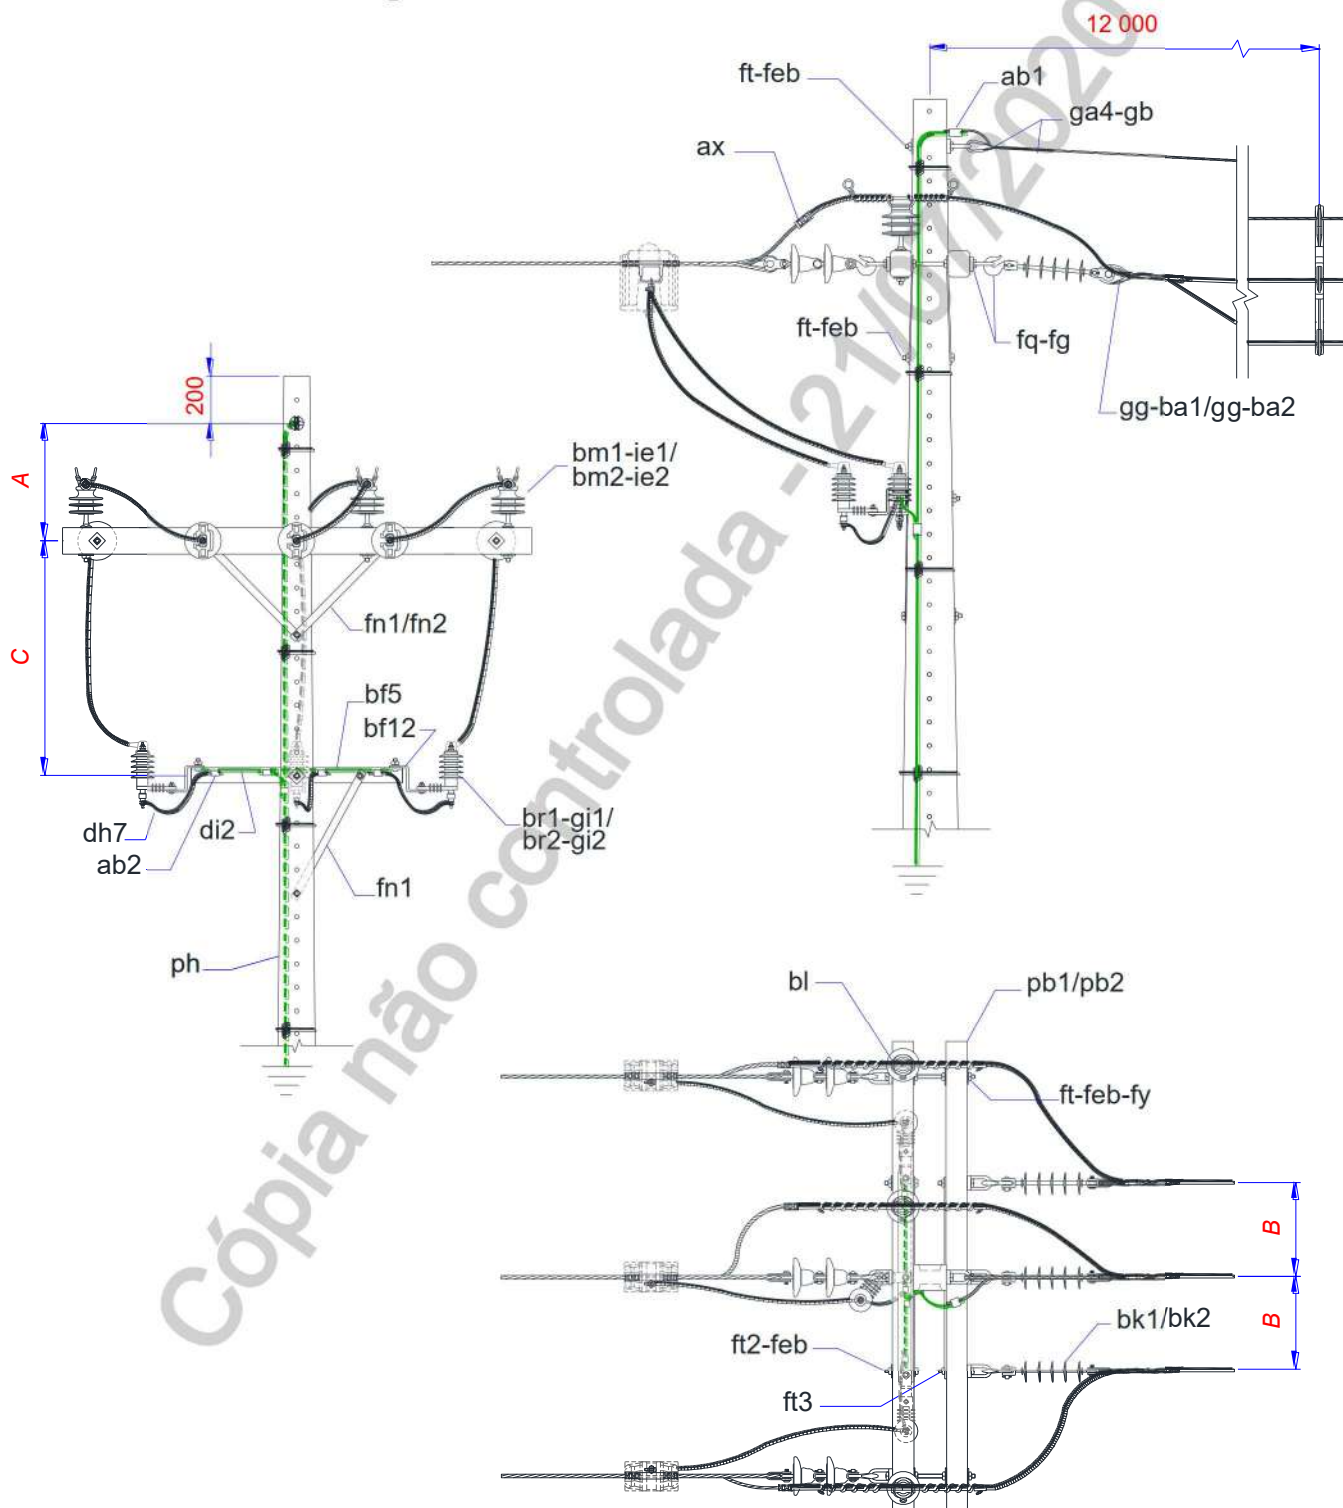 12 000
ft-feb
ab1
ga4-gb
ax
ft-feb
fq-fg
gg-ba1/gg-ba2
200
A
bm1-ie1/
bm2-ie2
fn1/fn2
C
bf5
bf12
dh7
di2
ab2
br1-gi1/
br2-gi2
fn1
ph
bl
pb1/pb2
ft-feb-fy
B
B
bk1/bk2
ft2-feb
ft3
Cópia não controlada -21/07/2020